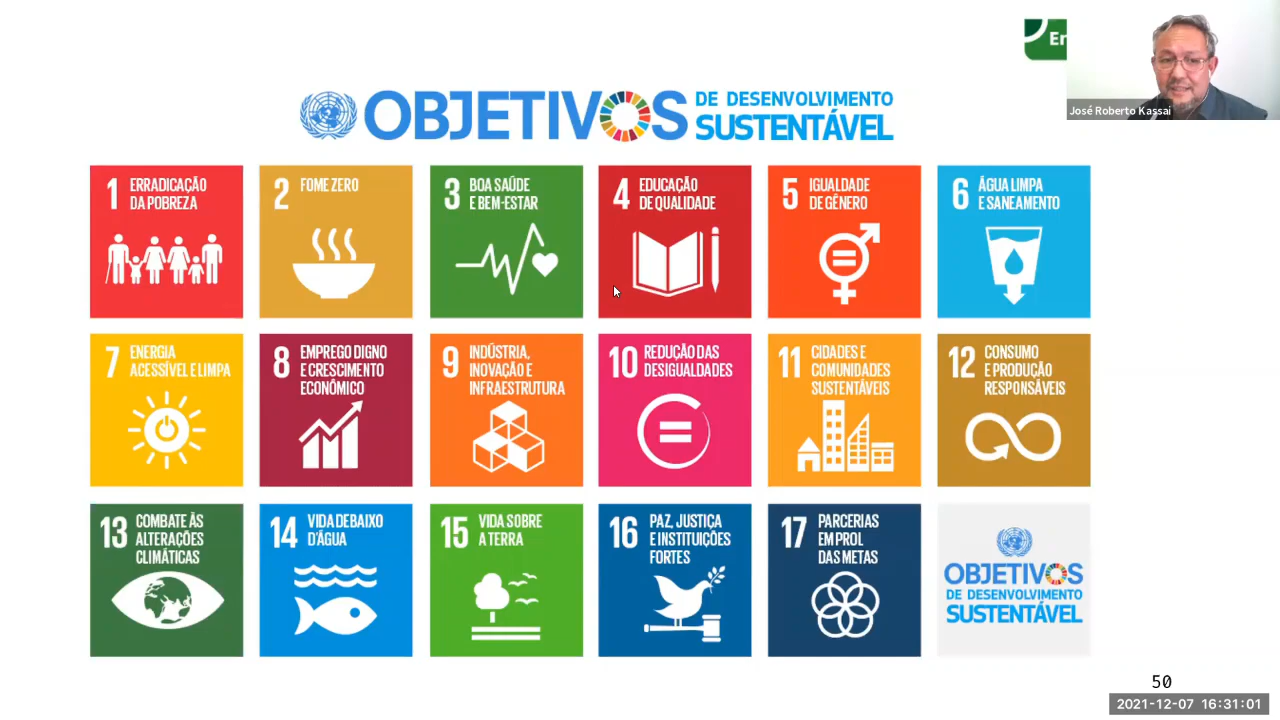 Er
José Roberto Kassai
OBJETIVOS
DE DESENVOLVIMENTO
SUSTENTÁVEL
1 ERRADICAÇÃO
DA POBREZA
2 FOME ZERO
3 BOA SAÚDE
E BEM-ESTAR
4 EDUCAÇÃO
DE QUALIDADE
5 IGUALDADE
DE GÊNERO
6 ÁGUA LIMPA
E SANEAMENTO
7 ENERGIA
ACESSÍVEL E LIMPA
8 EMPREGO DIGNO
E CRESCIMENTO
ECONÔMICO
9 INDÚSTRIA,
INOVAÇÃO E
INFRAESTRUTURA
10 REDUÇÃO DAS
DESIGUALDADES
11 CIDADES E
COMUNIDADES
SUSTENTÁVEIS
12 CONSUMO
E PRODUÇÃO
RESPONSÁVEIS
13 COMBATE ÀS
ALTERAÇÕES
CLIMÁTICAS
14 VIDA DEBAIXO
D'ÁGUA
15 VIDA SOBRE
A TERRA
16 PAZ, JUSTIÇA
E INSTITUIÇÕES
FORTES
17 PARCERIAS
EM PROL
DAS METAS
OBJETIVOS
DE DESENVOLVIMENTO
SUSTENTÁVEL
50
2021-12-07 16:31:01